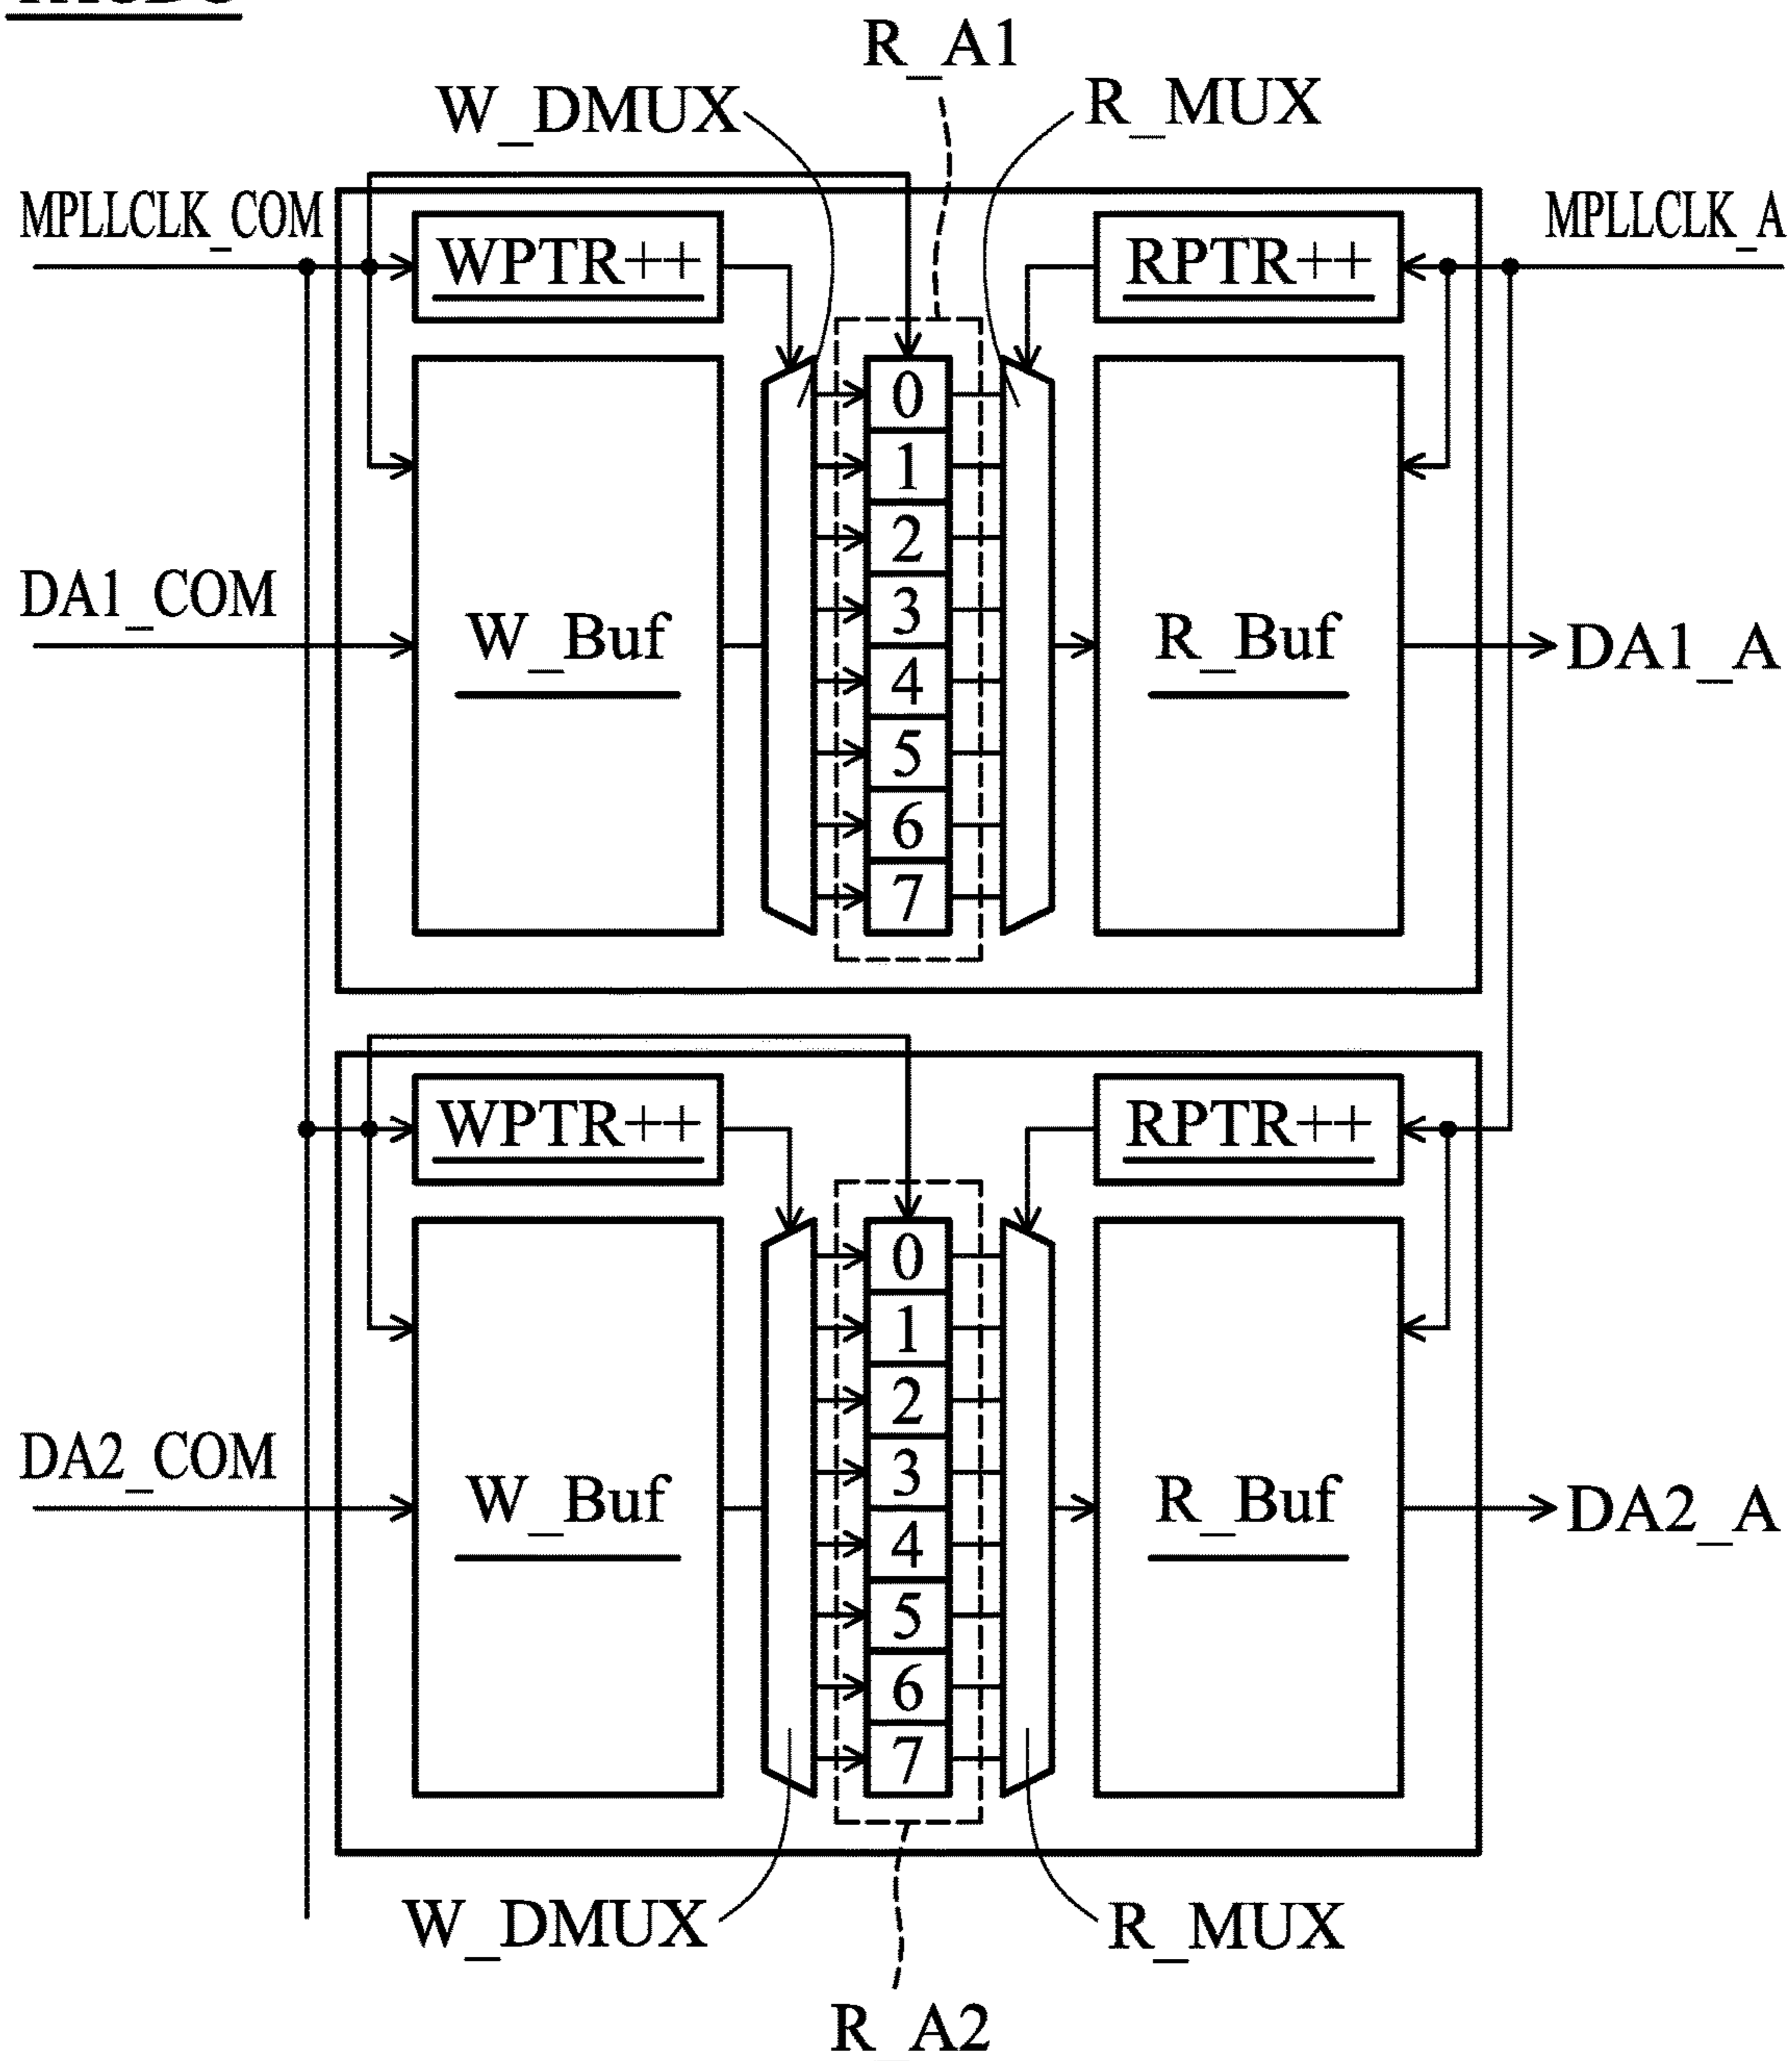 R_A1
W_DMUX
R_MUX
MPLLCLK_COM
MPLLCLK_A
WPTR++
RPTR++
0
1
2
3
4
5
6
7
DA1_COM
W_Buf
R_Buf
DA1_A
WPTR++
RPTR++
0
1
2
3
4
5
6
7
DA2_COM
W_Buf
R_Buf
DA2_A
W_DMUX
R_MUX
R_A2